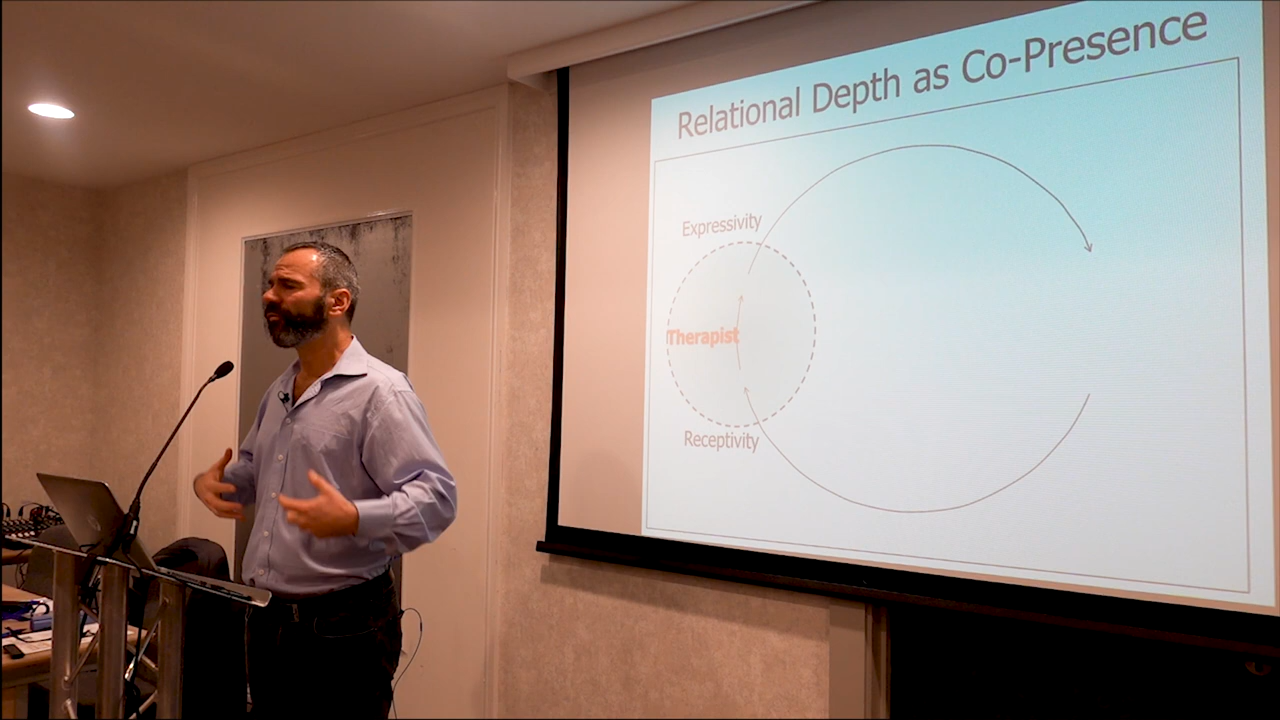 Relational Depth as Co-Presence
Expressivity
Therapist
Receptivity